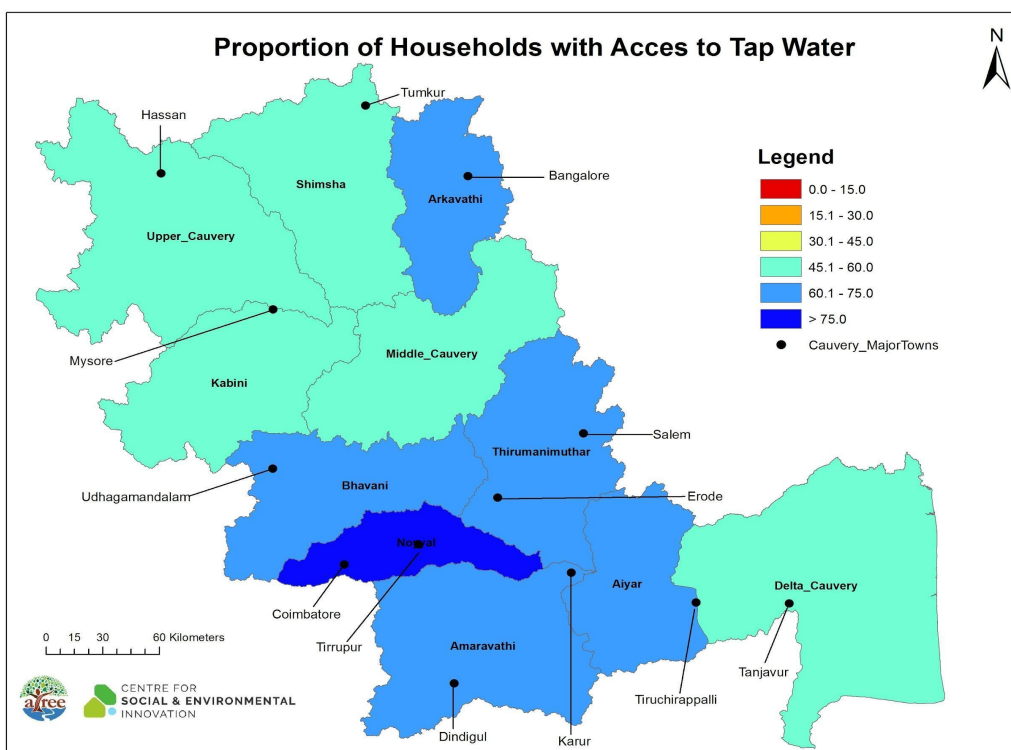 Proportion of Households with Acces to Tap Water
N
Tumkur
Hassan
Shimsha
Bangalore
Arkavathi
Upper_Cauvery
Legend
0.0 - 15.0
15.1 - 30.0
30.1 - 45.0
45.1 - 60.0
60.1 - 75.0
> 75.0
Cauvery_MajorTowns
Mysore
Middle_Cauvery
Kabini
Salem
Thirumanimuthar
Udhagamandalam
Bhavani
Erode
Aiyar
Delta_Cauvery
Coimbatore
Tirrupur
Amaravathi
0 15 30 60 Kilometers
Tanjavur
Tiruchirappalli
Dindigul
Karur
atree
CENTRE FOR
SOCIAL & ENVIRONMENTAL
INNOVATION